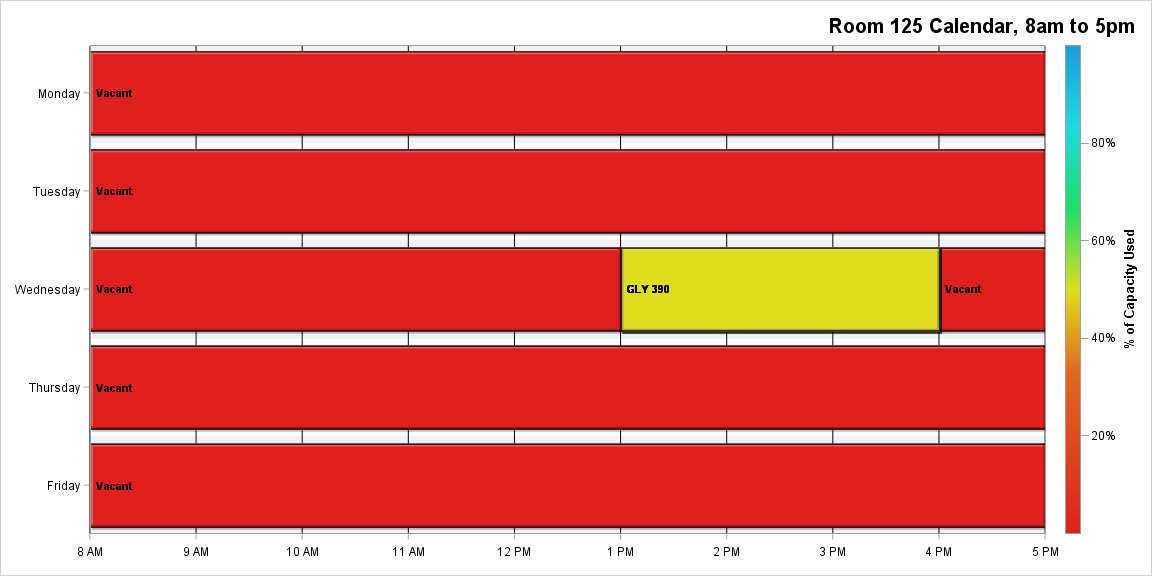 Room 125 Calendar, 8am to 5pm
Monday
Vacant
Tuesday
Vacant
Wednesday
Vacant
GLY 390
Vacant
Thursday
Vacant
Friday
Vacant
8 AM
9 AM
10 AM
11 AM
12 PM
1 PM
2 PM
3 PM
4 PM
5 PM
80%
60%
40%
20%
% of Capacity Used